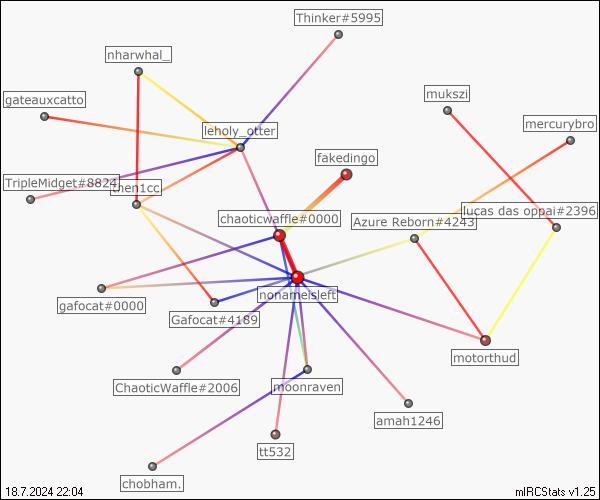 Thinker#5995
nharwhal_
mukszi
gateauxcatto
mercurybro
leholy_otter
fakedingo
TripleMidget#8824
then1cc
lucas das oppai#2396
chaoticwaffle#0000
Azure Reborn#4243
nonameisleft
gafocat#0000
Gafocat#4189
motorthud
ChaoticWaffle#2006
moonraven
amah1246
tt532
chobham.
18.7.2024 22:04
mIRCStats v1.25